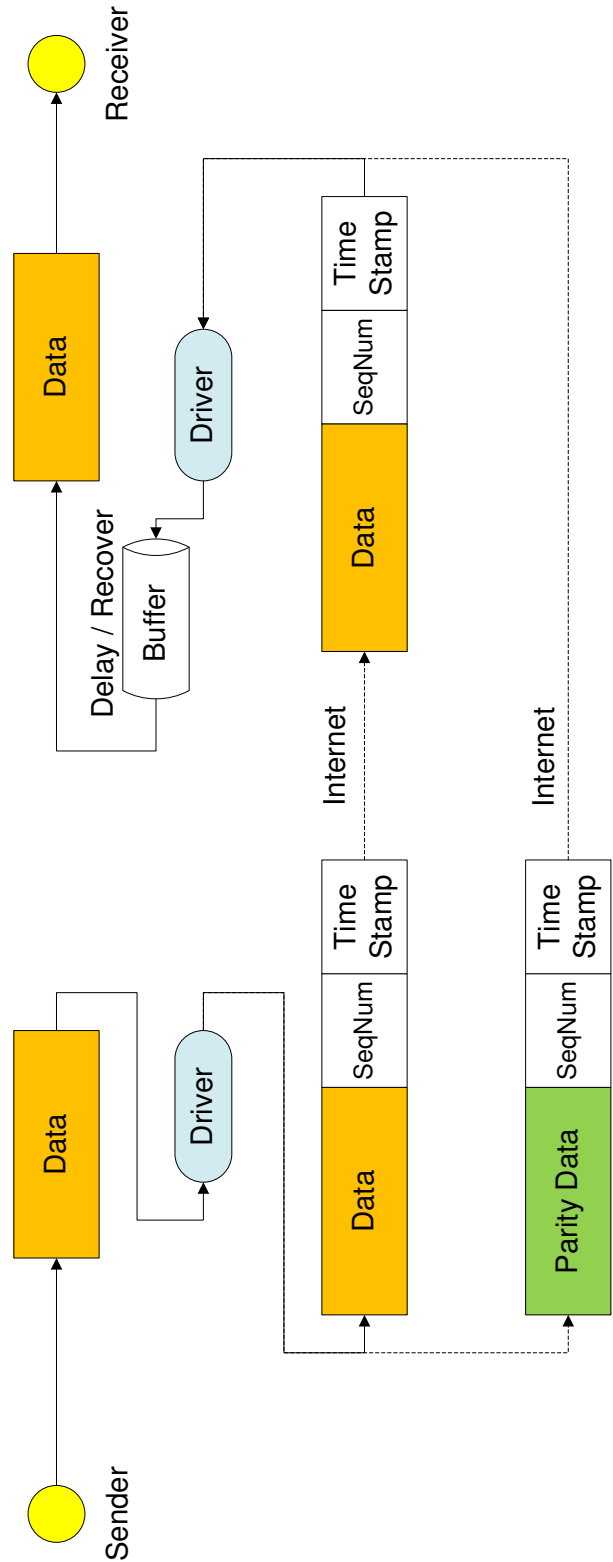 Sender
Data
Data
Receiver
Driver
Delay / Recover
Buffer
Driver
Data
SeqNum
Time
Stamp
Internet
Data
SeqNum
Time
Stamp
Parity Data
SeqNum
Time
Stamp
Internet